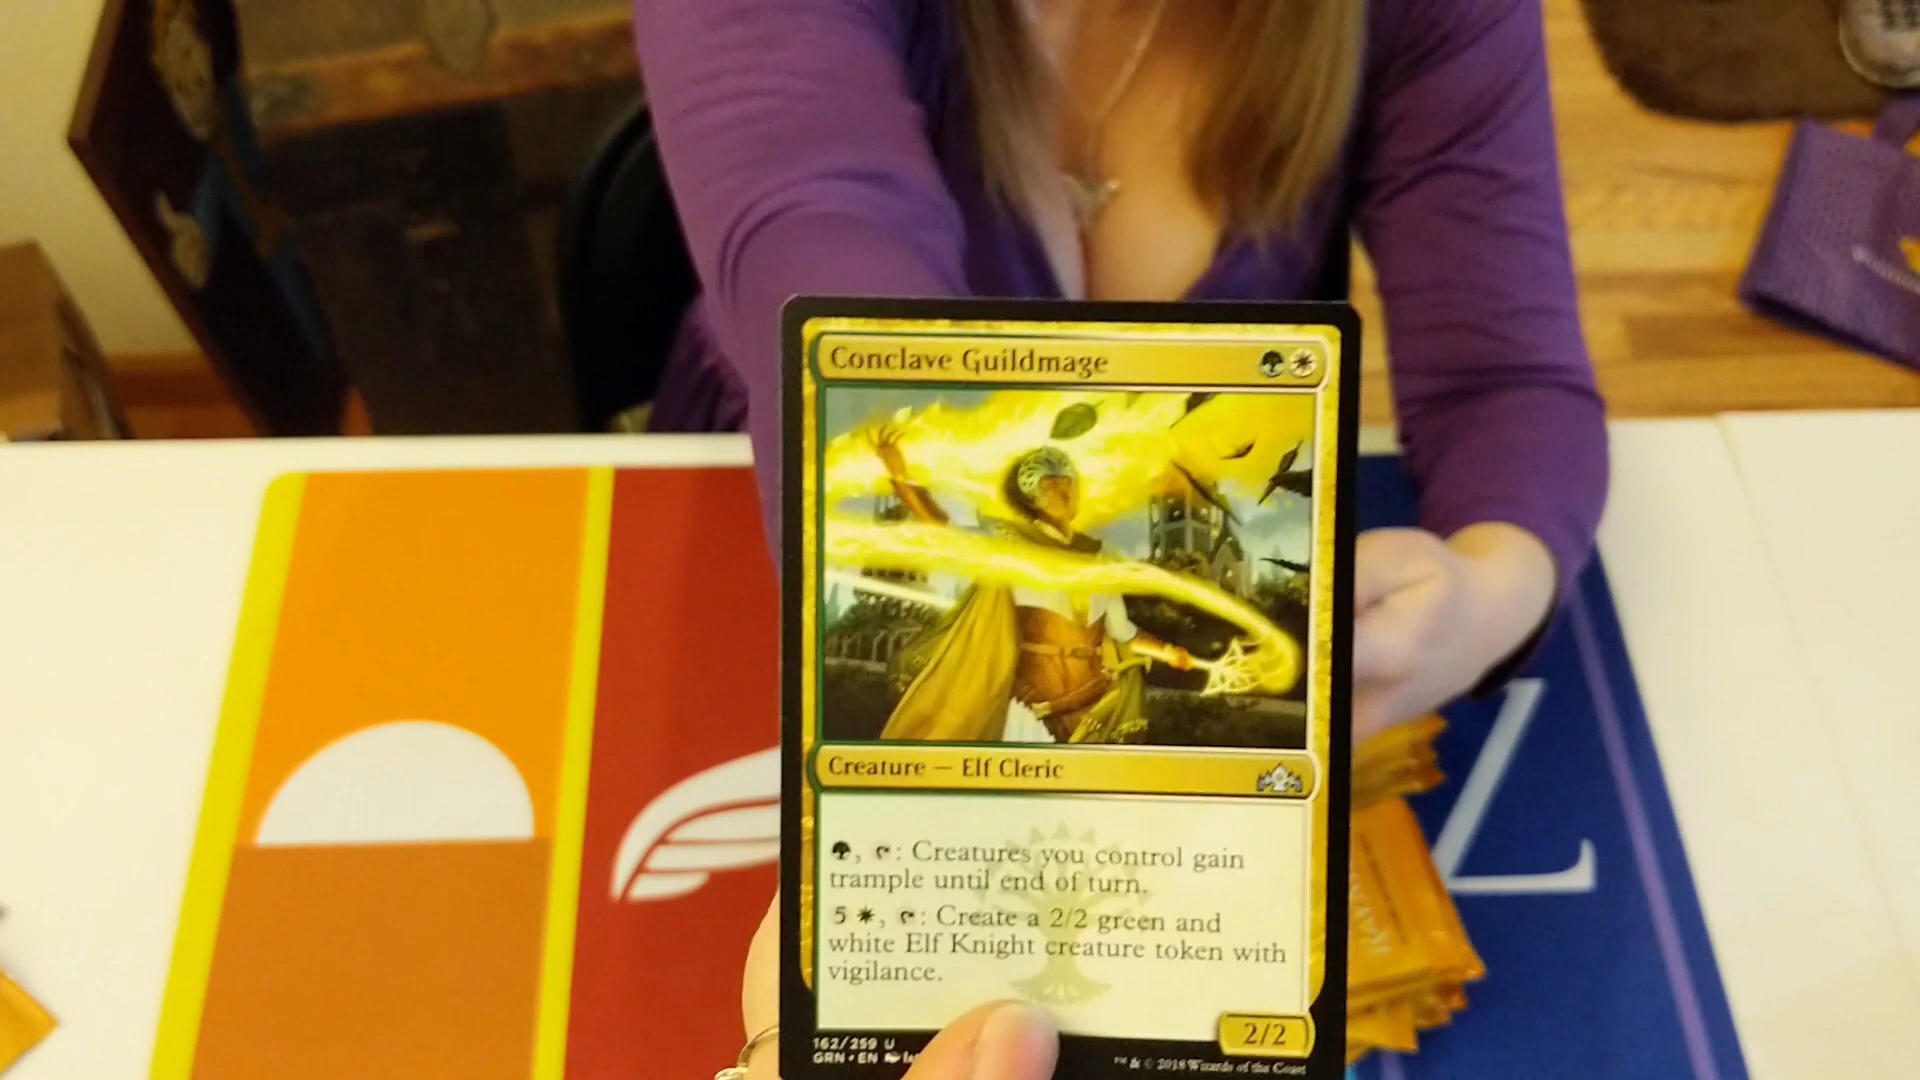 Conclave Guildmage
Creature — Elf Cleric
, : Creatures you control gain
trample until end of turn.
5 , : Create a 2/2 green and
white Elf Knight creature token with
vigilance.
2/2
162/259 U
GRN • EN
™ & © 2018 Wizards of the Coast
Z